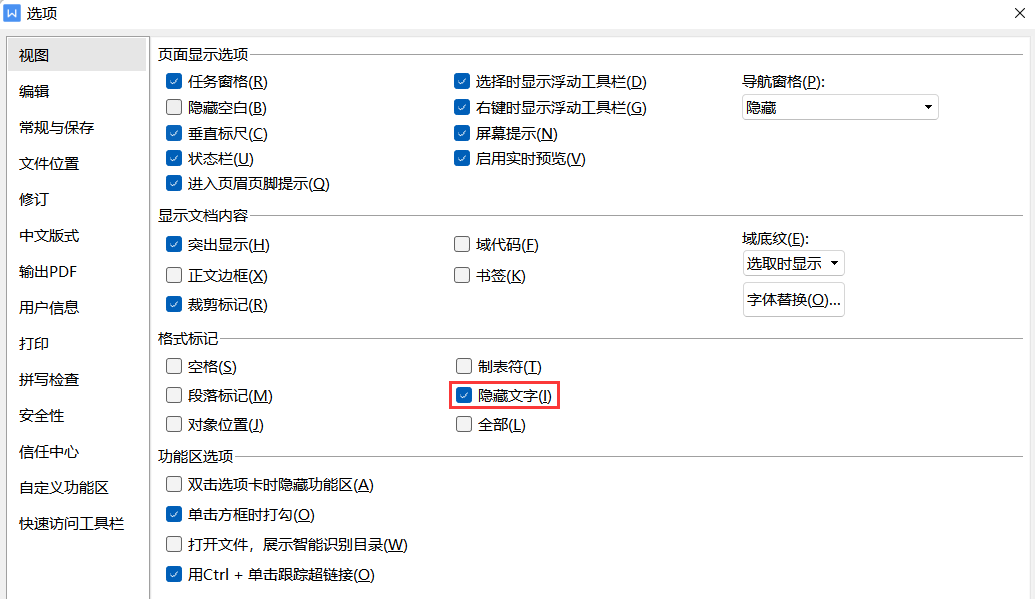 选项
视图
编辑
常规与保存
文件位置
修订
中文版式
输出PDF
用户信息
打印
拼写检查
安全性
信任中心
自定义功能区
快速访问工具栏
页面显示选项
任务窗格(R)
选择时显示浮动工具栏(D)
导航窗格(P):
隐藏空白(B)
右键时显示浮动工具栏(G)
隐藏
垂直标尺(C)
屏幕提示(N)
状态栏(U)
启用实时预览(V)
进入页眉页脚提示(Q)
显示文档内容
突出显示(H)
域代码(F)
域底纹(E):
正文边框(X)
书签(K)
选取时显示
裁剪标记(R)
字体替换(O)...
格式标记
空格(S)
制表符(T)
段落标记(M)
隐藏文字(I)
对象位置(J)
全部(L)
功能区选项
双击选项卡时隐藏功能区(A)
单击方框时打勾(O)
打开文件，展示智能识别目录(W)
用Ctrl + 单击跟踪超链接(O)